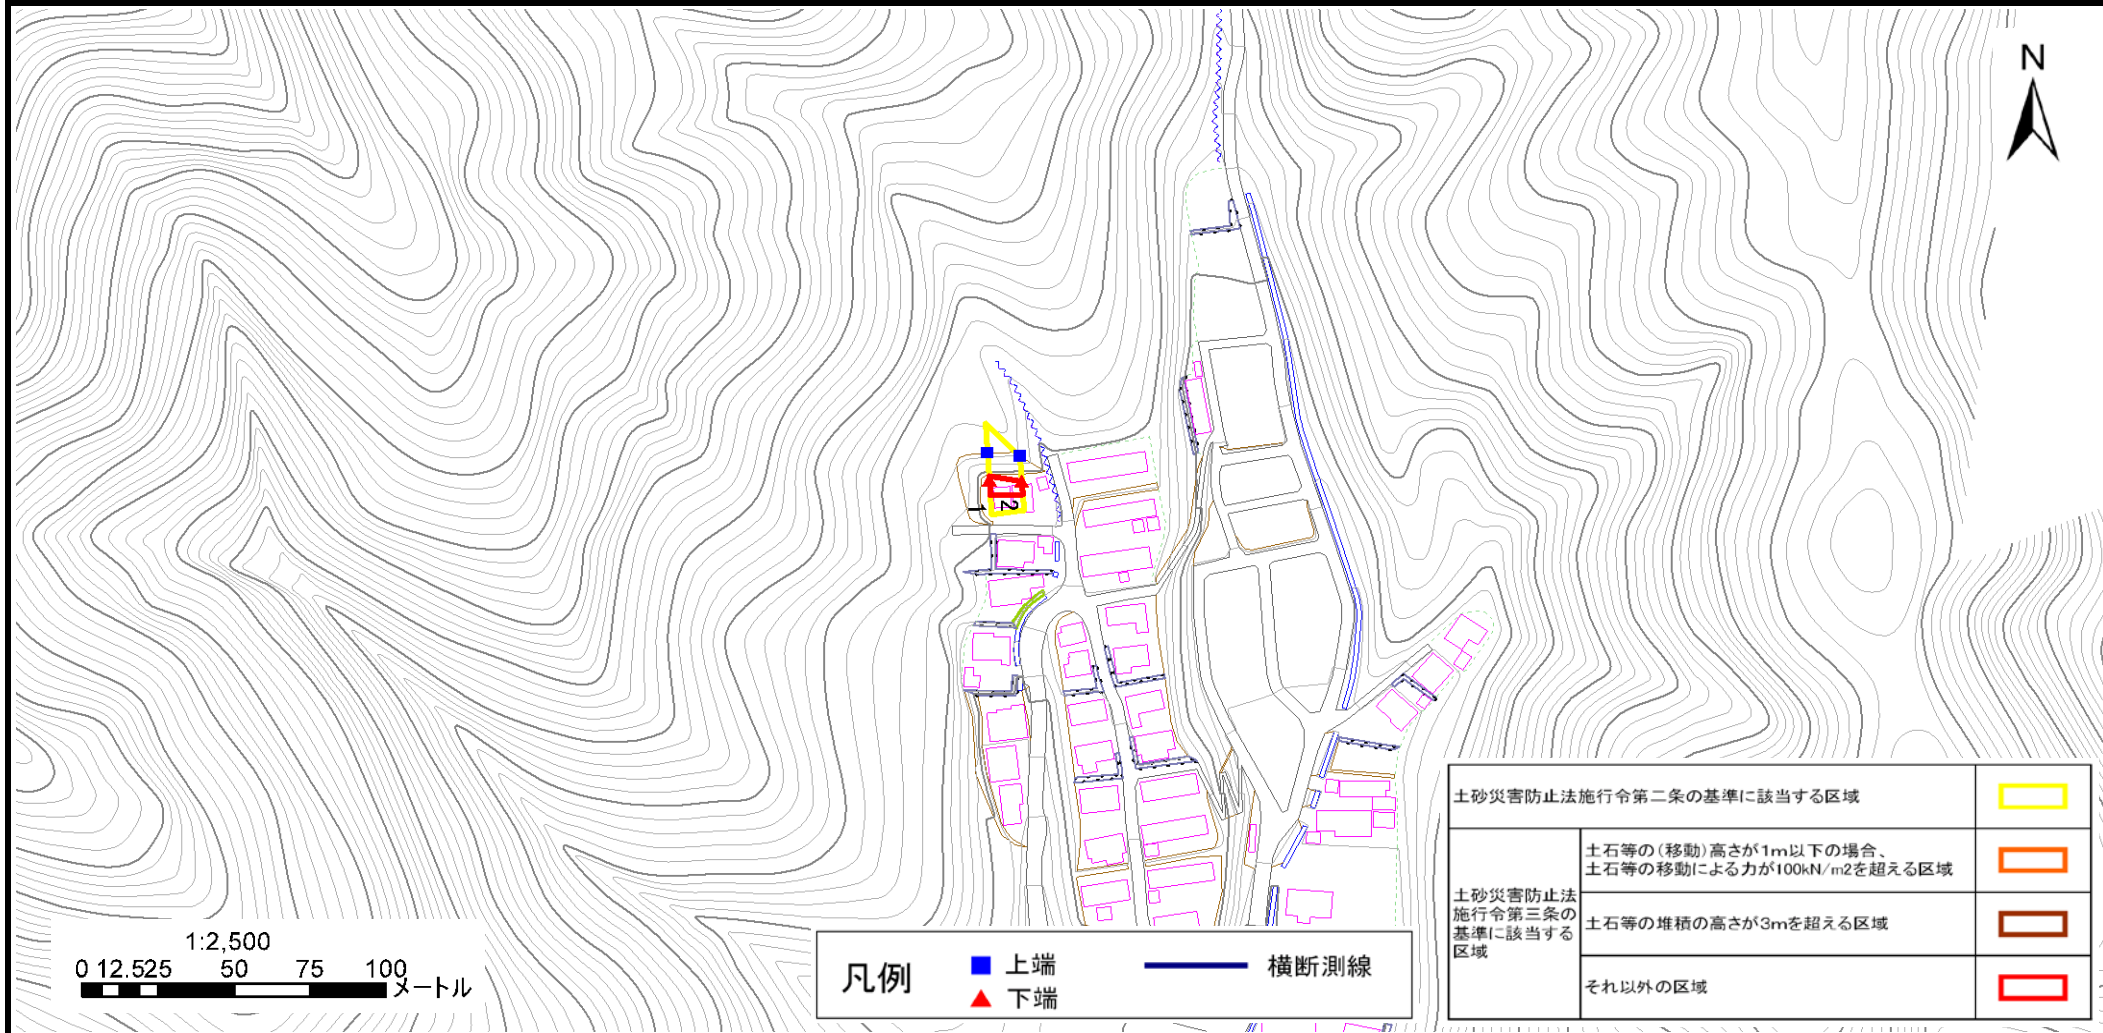 N
1
2
土砂災害防止法施行令第二条の基準に該当する区域
土砂災害防止法
施行令第三条の
基準に該当する
区域
土石等の(移動)高さが1m以下の場合、
土石等の移動による力が100kN/m2を超える区域
土石等の堆積の高さが3mを超える区域
それ以外の区域
1:2,500
0 12.525 50 75 100
メートル
凡例
上端
下端
横断測線